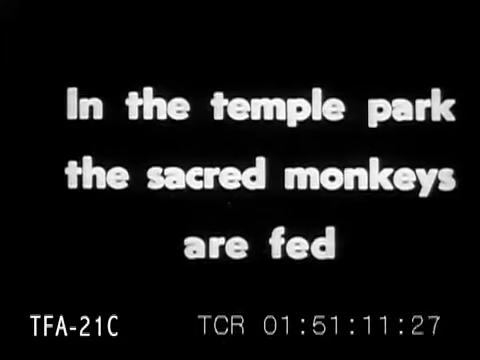 In the temple park
the sacred monkeys
are fed
TFA-21C TCR 01:51:11:27